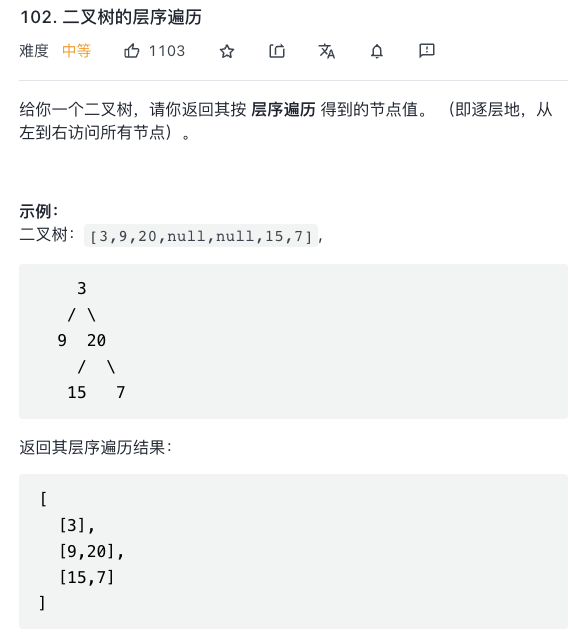 102. 二叉树的层序遍历
难度 中等 1103
给你一个二叉树，请你返回其按 层序遍历 得到的节点值。 （即逐层地，从
左到右访问所有节点）。
示例：
二叉树：[3,9,20,null,null,15,7],
3
/ \
9 20
/ \
15 7
返回其层序遍历结果：
[
[3],
[9,20],
[15,7]
]